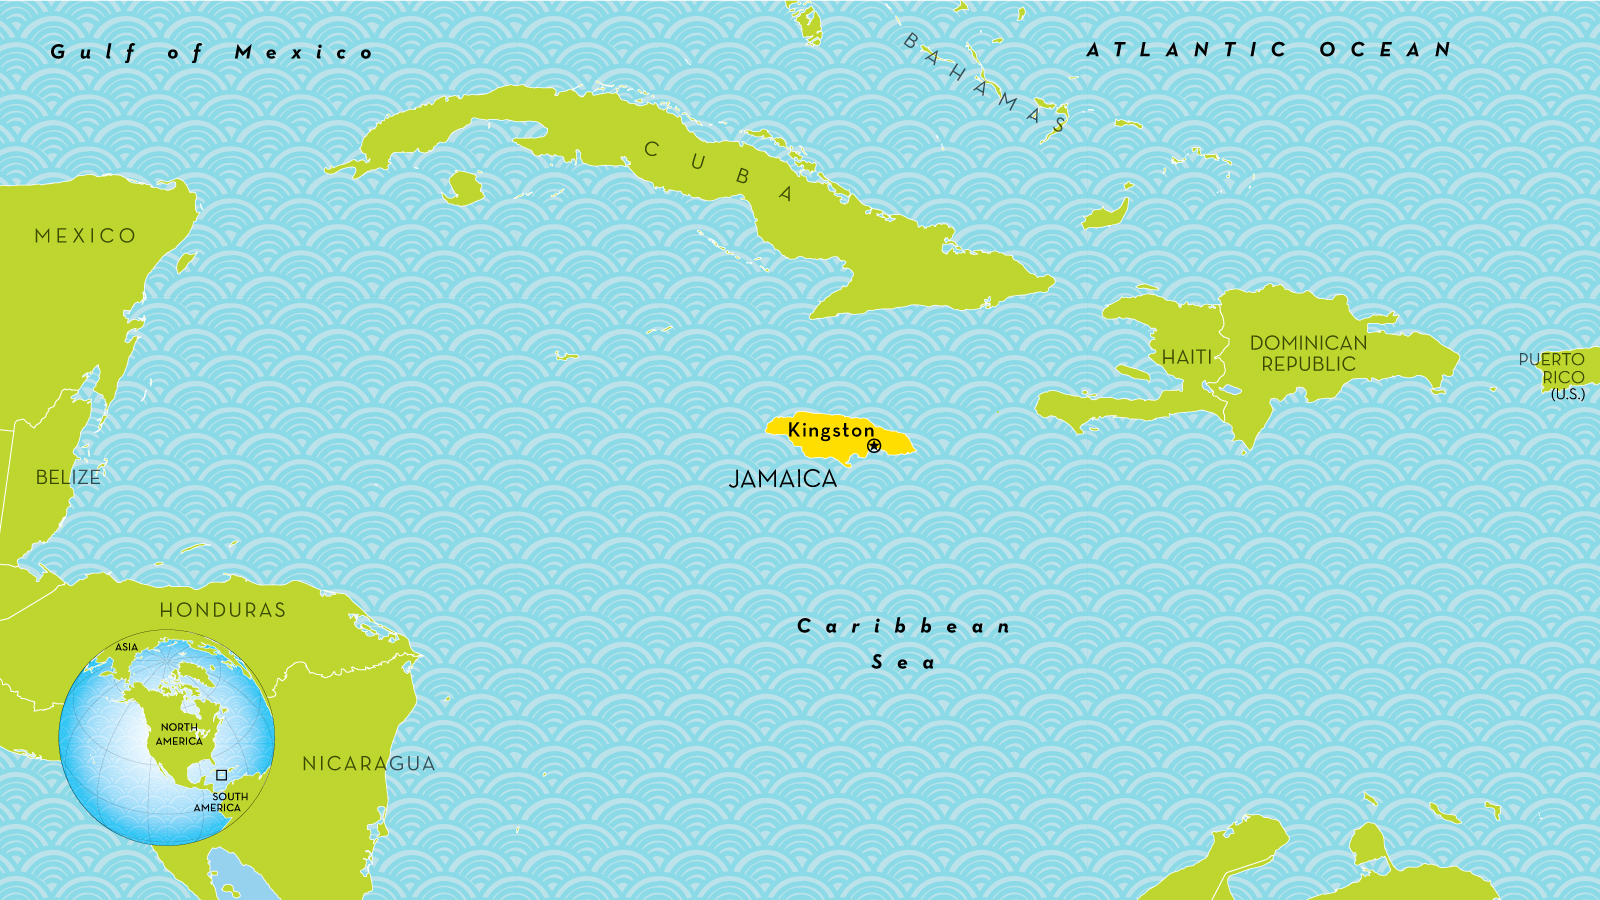 Gulf of Mexico
ATLANTIC OCEAN
BAHAMAS
CUBA
MEXICO
HAITI
DOMINICAN
REPUBLIC
PUERTO
RICO
(U.S.)
Kingston
JAMAICA
BELIZE
HONDURAS
Caribbean
Sea
ASIA
NORTH
AMERICA
SOUTH
AMERICA
NICARAGUA